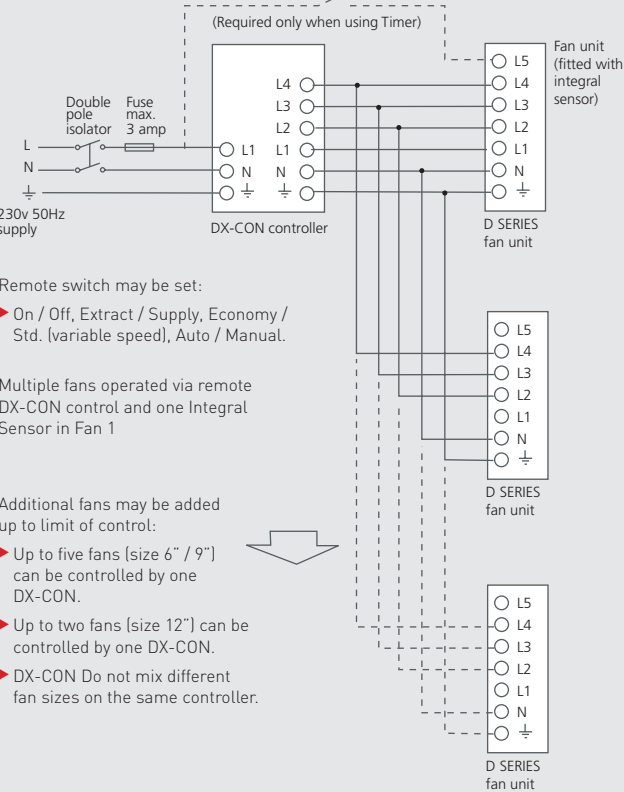 (Required only when using Timer)
Fan unit
(fitted with
integral
sensor)
L5
L4
L3
L2
L1
N
D SERIES
fan unit
L4
L3
L2
L1 L1
N N
DX-CON controller
Double
pole
isolator
Fuse
max.
3 amp
L
N
230v 50Hz
supply
Remote switch may be set:
On / Off, Extract / Supply, Economy /
Std. (variable speed), Auto / Manual.
Multiple fans operated via remote
DX-CON control and one Integral
Sensor in Fan 1
L5
L4
L3
L2
L1
N
D SERIES
fan unit
Additional fans may be added
up to limit of control:
Up to five fans (size 6" / 9")
can be controlled by one
DX-CON.
Up to two fans (size 12") can be
controlled by one DX-CON.
DX-CON Do not mix different
fan sizes on the same controller.
L5
L4
L3
L2
L1
N
D SERIES
fan unit